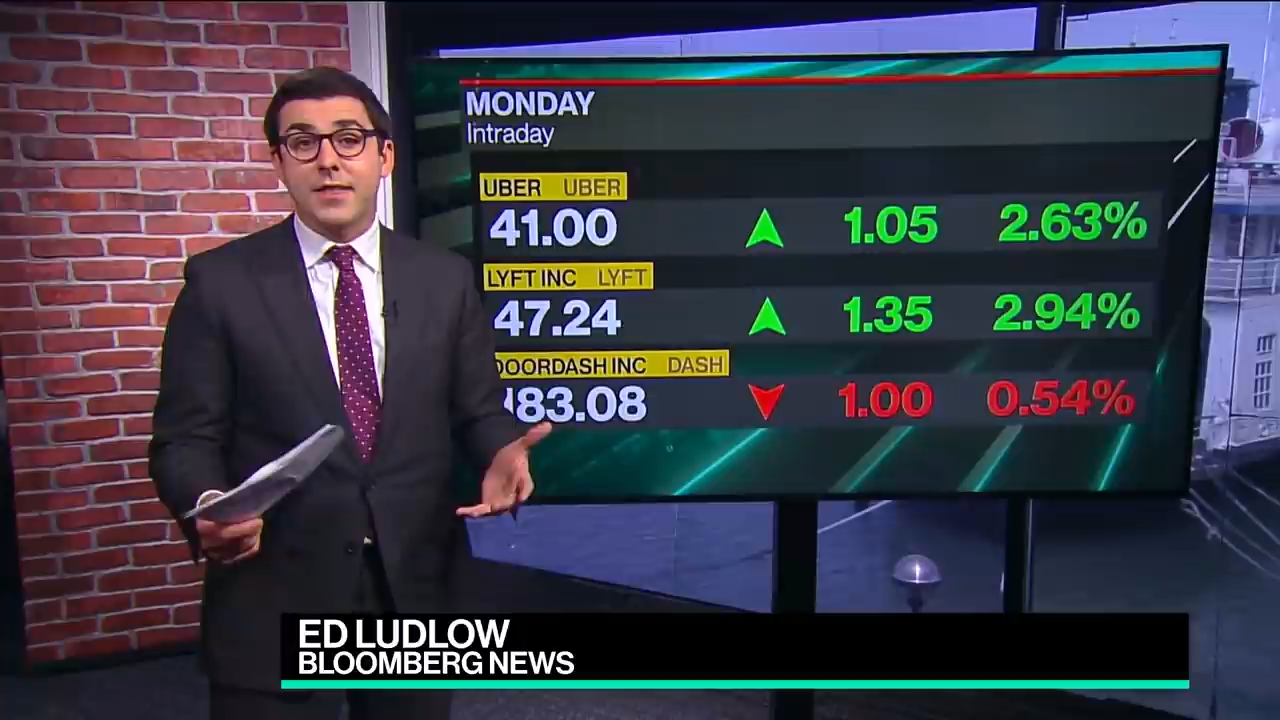 MONDAY
Intraday
UBER UBER
41.00 1.05 2.63%
LYFT INC LYFT
47.24 1.35 2.94%
DOORDASH INC DASH
183.08 1.00 0.54%
ED LUDLOW
BLOOMBERG NEWS